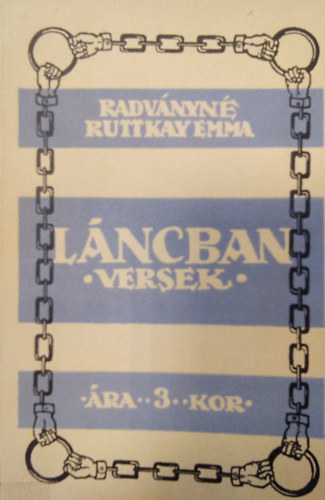 RADVÁNYNÉ
RUTTKAY EMMA
LÁNCBAN
·VERSEK·
·ÁRA··3··KOR·